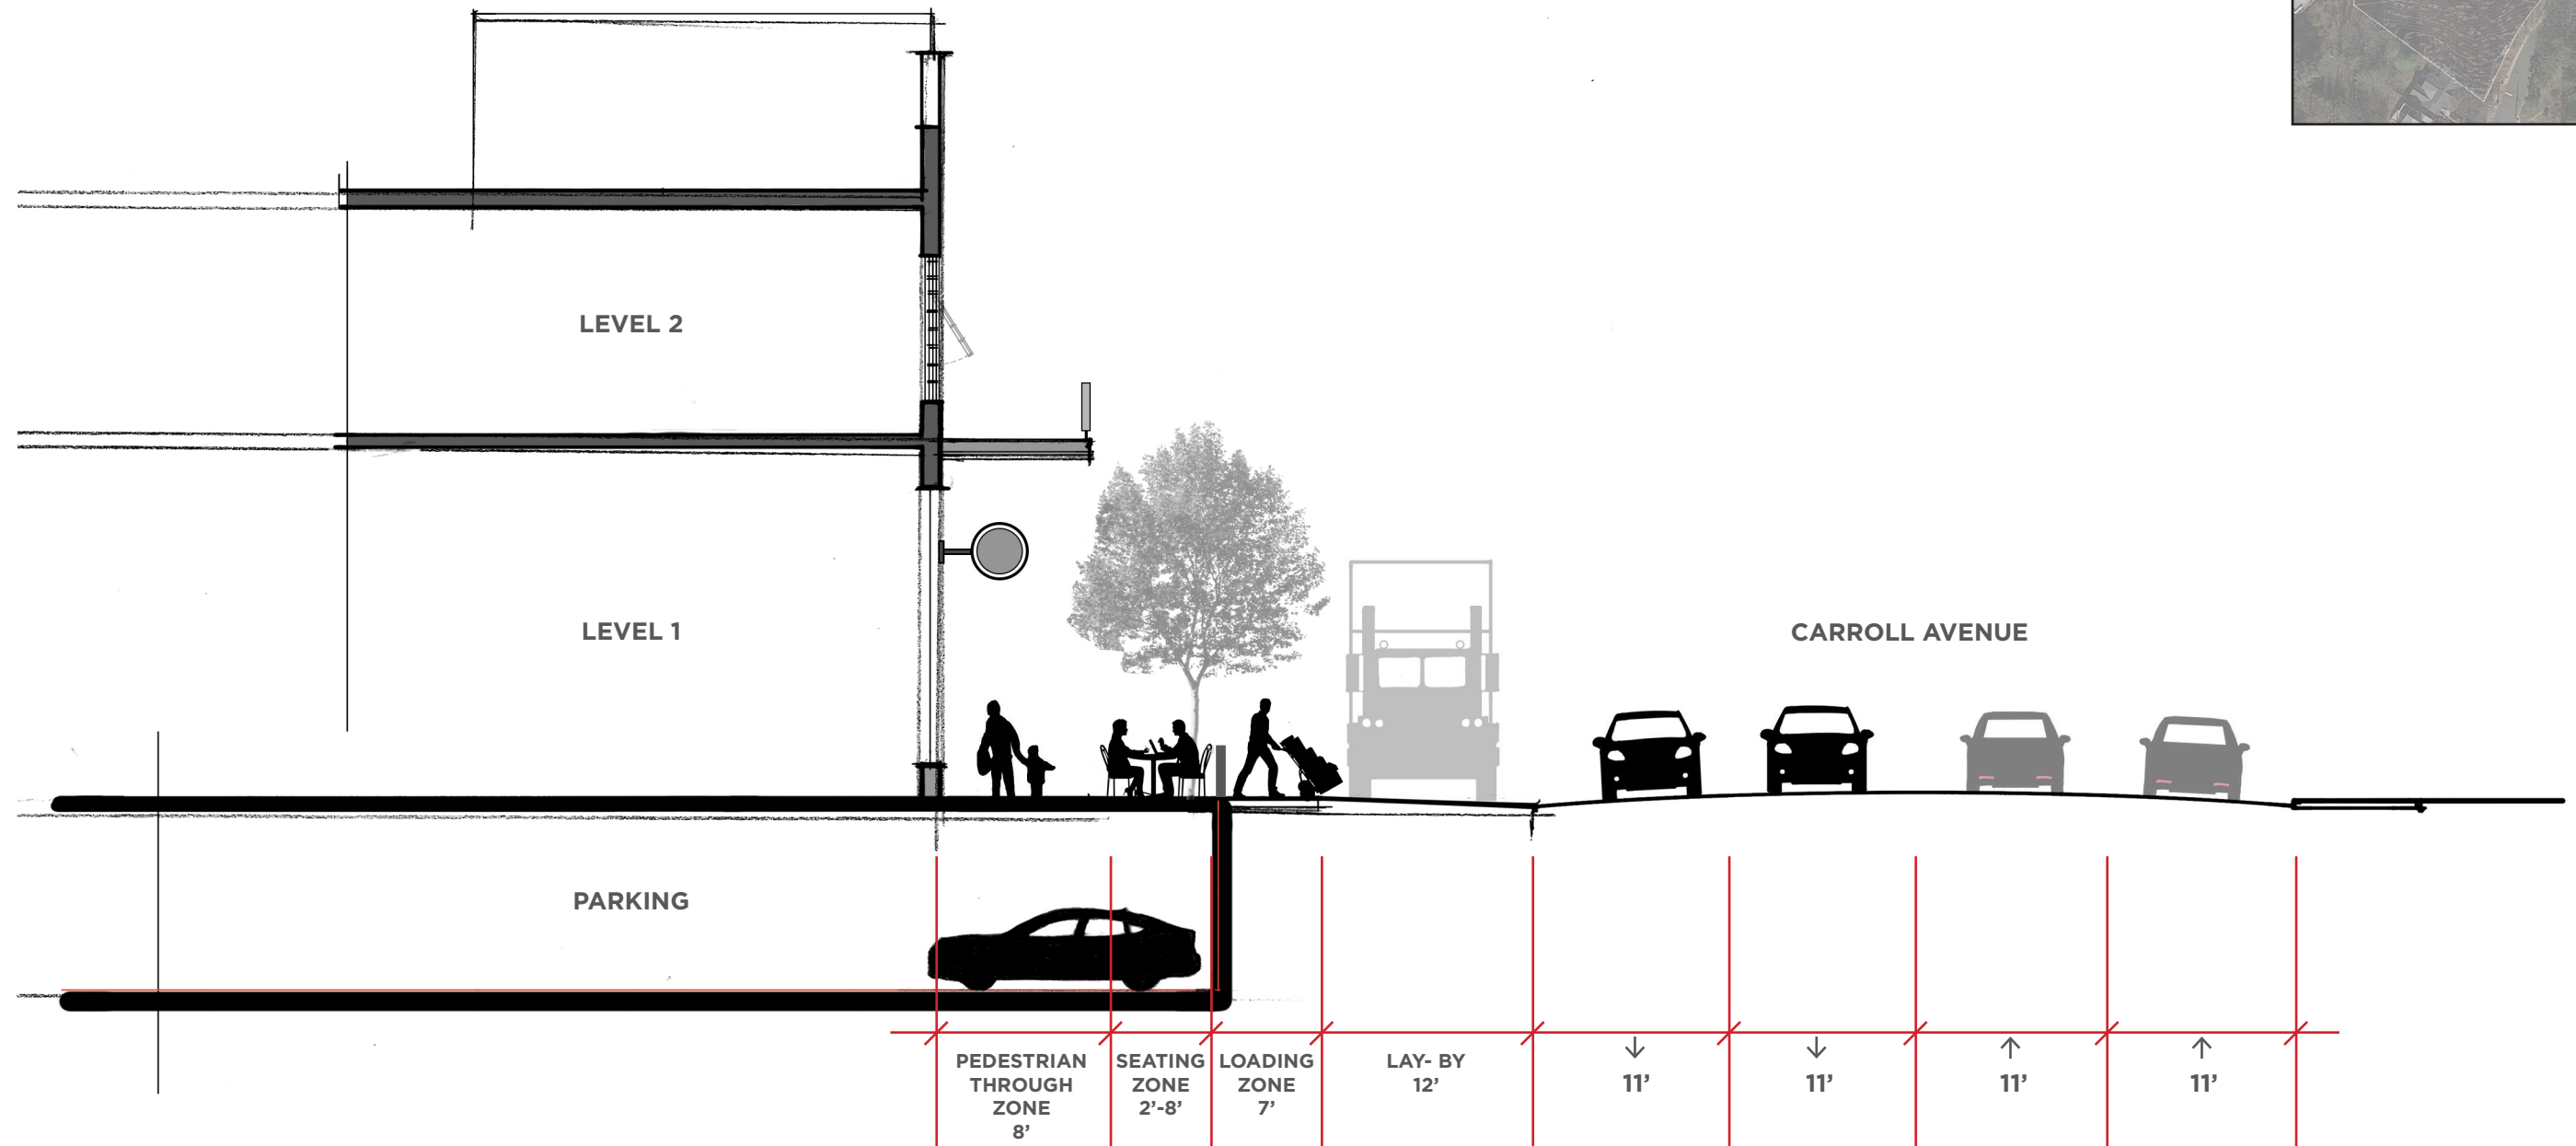 LEVEL 2
LEVEL 1
CARROLL AVENUE
PARKING
PEDESTRIAN
THROUGH
ZONE
8’
SEATING
ZONE
2’-8’
LOADING
ZONE
7’
LAY- BY
12’
↓
11’
↓
11’
↑
11’
↑
11’